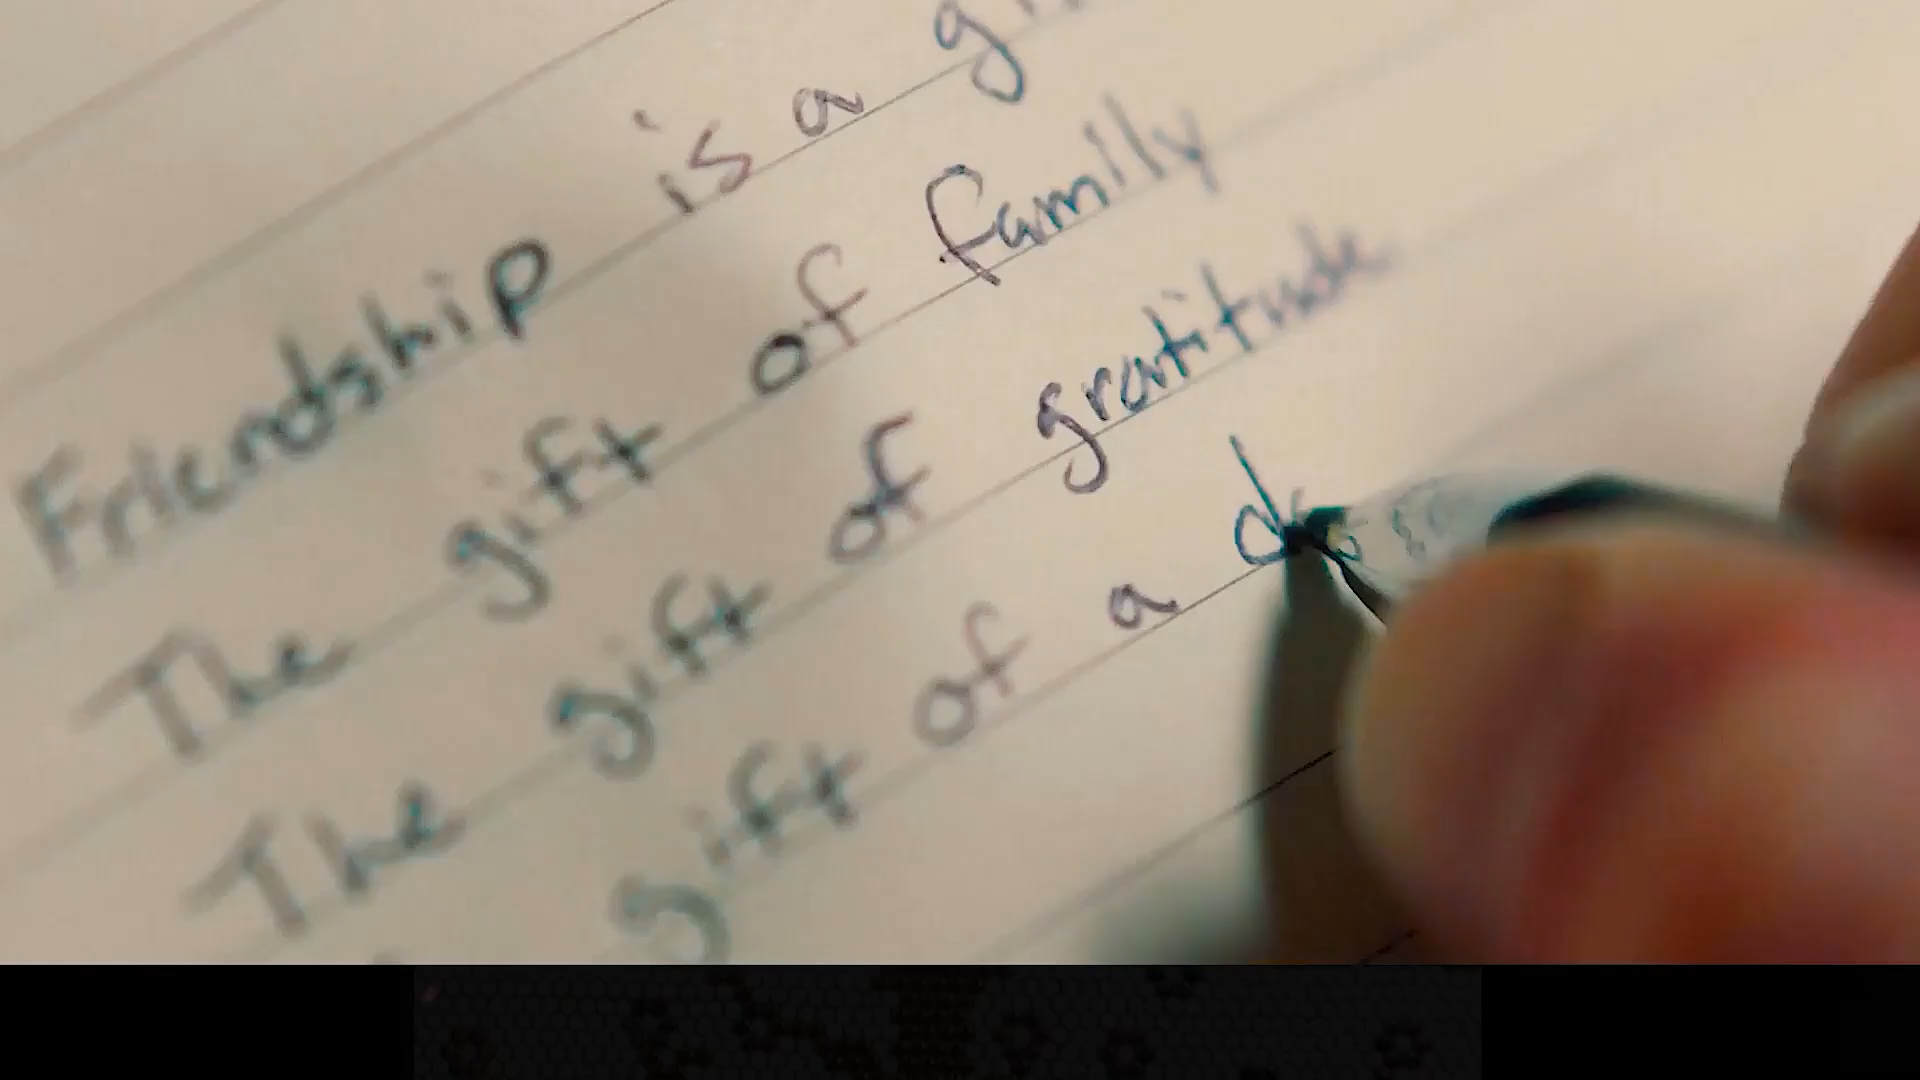 Friendship is a
The gift of family
The gift of gratitude
gift of a